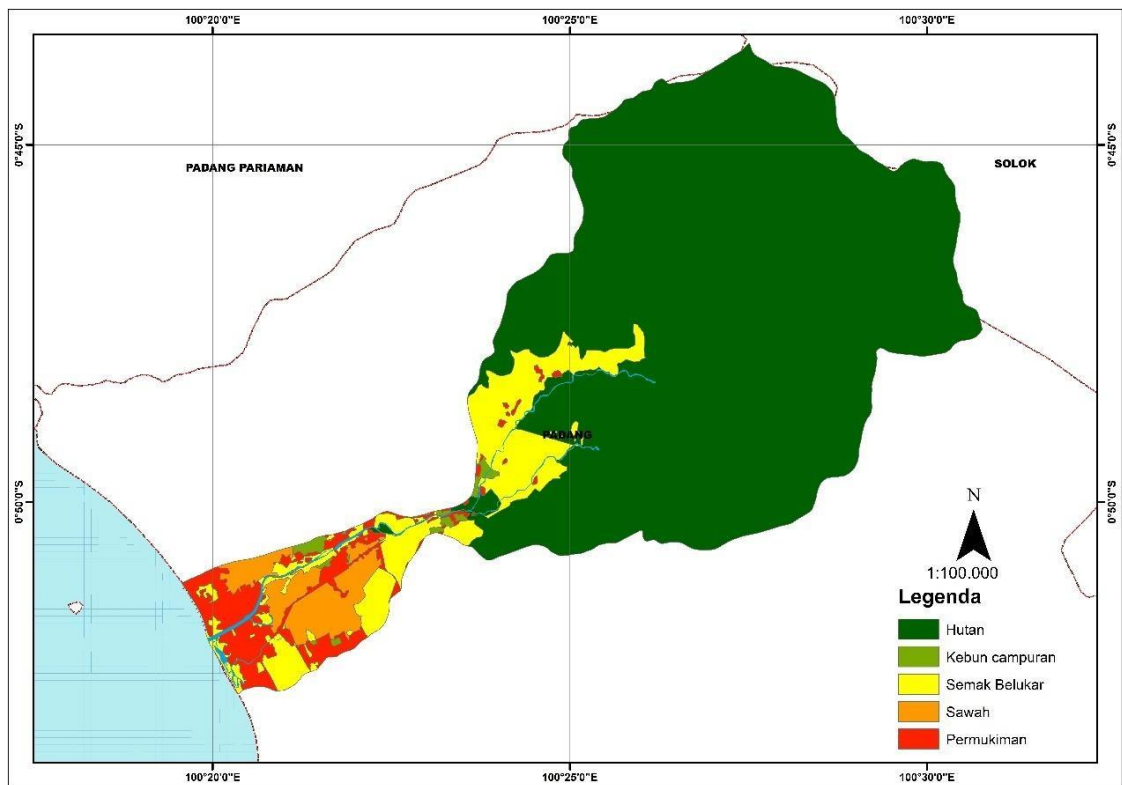 100°20'0"E
100°25'0"E
100°30'0"E
0°45'0"S
0°45'0"S
PADANG PARIAMAN
SOLOK
PADANG
0°50'0"S
0°50'0"S
N
1:100.000
Legenda
Hutan
Kebun campuran
Semak Belukar
Sawah
Permukiman
100°20'0"E
100°25'0"E
100°30'0"E